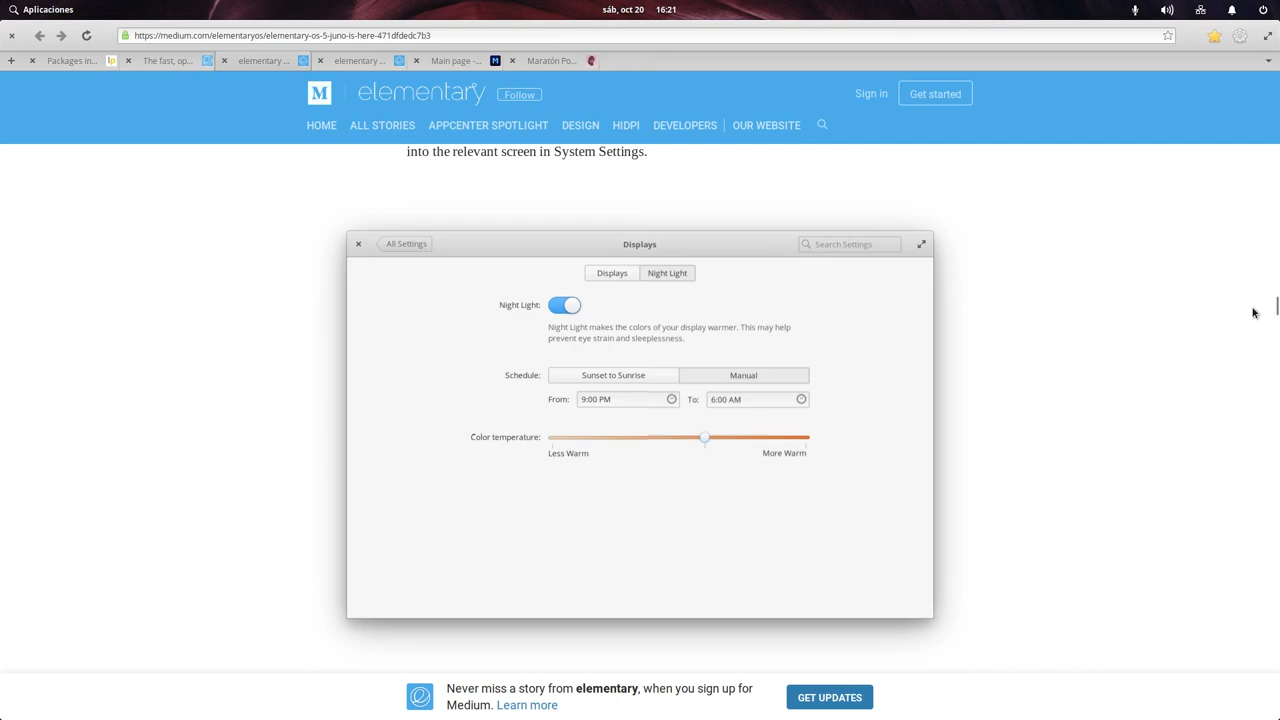 Aplicaciones
sáb, oct 20 16:21
https://medium.com/elementaryos/elementary-os-5-juno-is-here-471dfdedc7b3
Packages in...
The fast, op...
elementary ...
elementary ...
Main page -...
Maratón Po...
M elementary Follow
Sign in
Get started
HOME ALL STORIES APPCENTER SPOTLIGHT DESIGN HIDPI DEVELOPERS OUR WEBSITE
into the relevant screen in System Settings.
All Settings
Displays
Search Settings
Displays Night Light
Night Light:
Night Light makes the colors of your display warmer. This may help
prevent eye strain and sleeplessness.
Schedule: Sunset to Sunrise Manual
From: 9:00 PM To: 6:00 AM
Color temperature:
Less Warm More Warm
Never miss a story from elementary, when you sign up for
Medium. Learn more
GET UPDATES